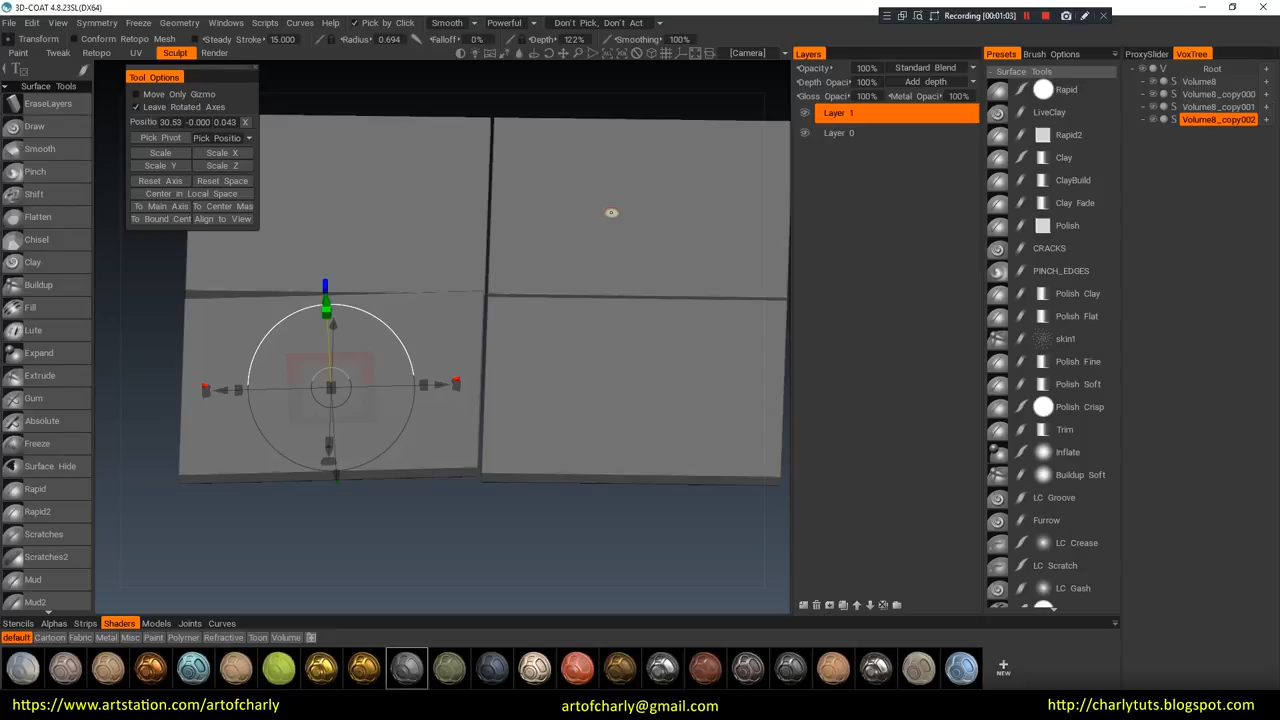 3D-COAT 4.8.23SL(DX64)
Recording [00:01:03]
File Edit View Symmetry Freeze Geometry Windows Scripts Curves Help Pick by Click Smooth Powerful Don't Pick, Don't Act
Transform Conform Retopo Mesh Steady Stroke 15.000 Radius 0.694 Falloff 0% Depth 122% Smoothing 100%
Paint Tweak Retopo UV Sculpt Render [Camera] Layers Presets Brush Options ProxySlider VoxTree
Surface Tools
EraseLayers
Draw
Smooth
Pinch
Shift
Flatten
Chisel
Clay
Buildup
Fill
Lute
Expand
Extrude
Gum
Absolute
Freeze
Surface Hide
Rapid
Rapid2
Scratches
Scratches2
Mud
Mud2
Tool Options
Move Only Gizmo
Leave Rotated Axes
Positio 30.53 -0.000 0.043 X
Pick Pivot Pick Positio
Scale Scale X
Scale Y Scale Z
Reset Axis Reset Space
Center in Local Space
To Main Axis To Center Mas
To Bound Cent Align to View
Opacity 100% Standard Blend
Depth Opaci 100% Add depth
Gloss Opaci 100% Metal Opaci 100%
Layer 1
Layer 0
Surface Tools
Rapid
LiveClay
Rapid2
Clay
ClayBuild
Clay Fade
Polish
CRACKS
PINCH_EDGES
Polish Clay
Polish Flat
skin1
Polish Fine
Polish Soft
Polish Crisp
Trim
Inflate
Buildup Soft
LC Groove
Furrow
LC Crease
LC Scratch
LC Gash
Root
V
S Volume8
S Volume8_copy000
S Volume8_copy001
S Volume8_copy002
Stencils Alphas Strips Shaders Models Joints Curves
default Cartoon Fabric Metal Misc Paint Polymer Refractive Toon Volume
NEW
https://www.artstation.com/artofcharly artofcharly@gmail.com http://charlytuts.blogspot.com